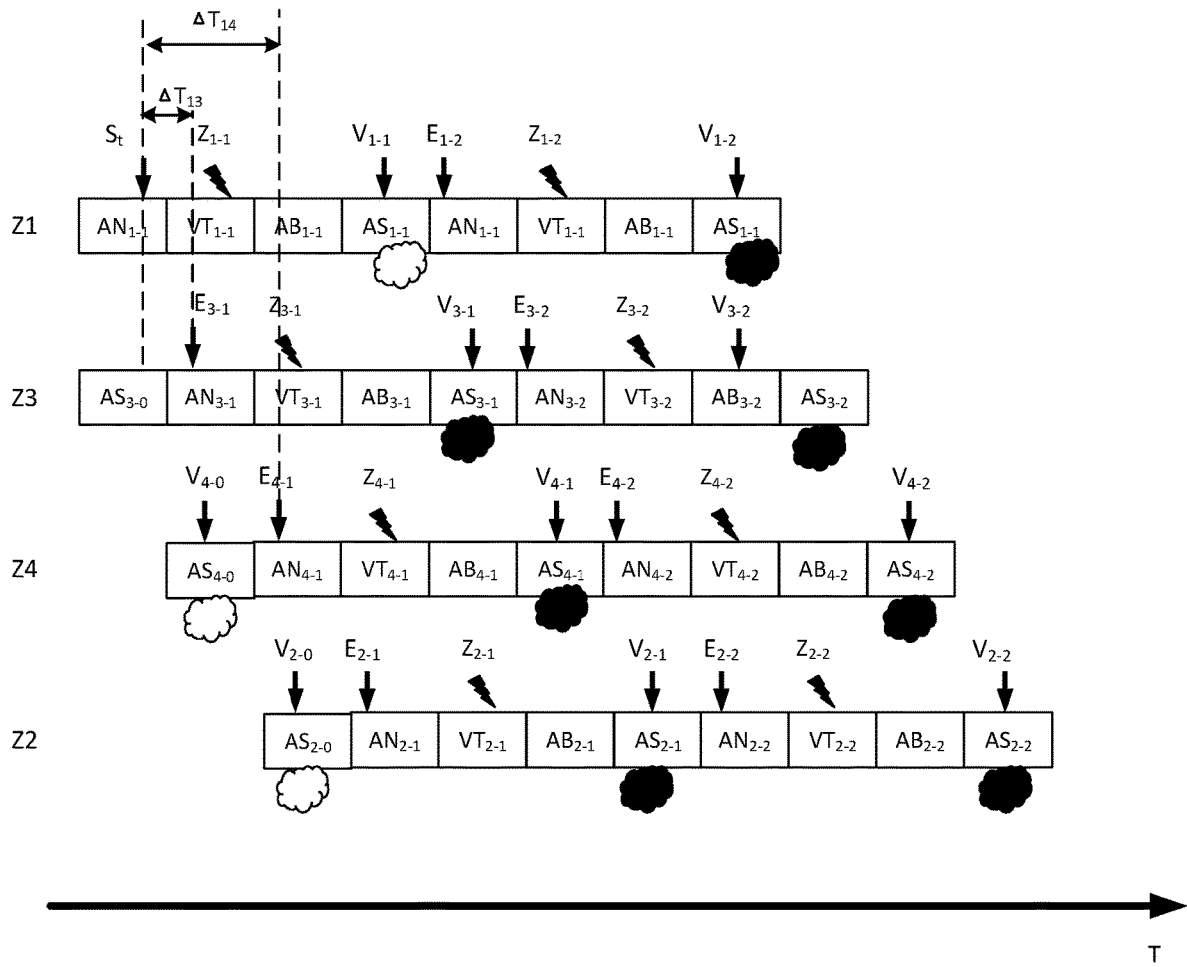 ΔT₁₄
ΔT₁₃
Sₜ Z₁₋₁ V₁₋₁ E₁₋₂ Z₁₋₂ V₁₋₂
Z1 AN₁₋₁ VT₁₋₁ AB₁₋₁ AS₁₋₁ AN₁₋₁ VT₁₋₁ AB₁₋₁ AS₁₋₁
E₃₋₁ Z₃₋₁ V₃₋₁ E₃₋₂ Z₃₋₂ V₃₋₂
Z3 AS₃₋₀ AN₃₋₁ VT₃₋₁ AB₃₋₁ AS₃₋₁ AN₃₋₂ VT₃₋₂ AB₃₋₂ AS₃₋₂
V₄₋₀ E₄₋₁ Z₄₋₁ V₄₋₁ E₄₋₂ Z₄₋₂ V₄₋₂
Z4 AS₄₋₀ AN₄₋₁ VT₄₋₁ AB₄₋₁ AS₄₋₁ AN₄₋₂ VT₄₋₂ AB₄₋₂ AS₄₋₂
V₂₋₀ E₂₋₁ Z₂₋₁ V₂₋₁ E₂₋₂ Z₂₋₂ V₂₋₂
Z2 AS₂₋₀ AN₂₋₁ VT₂₋₁ AB₂₋₁ AS₂₋₁ AN₂₋₂ VT₂₋₂ AB₂₋₂ AS₂₋₂
T